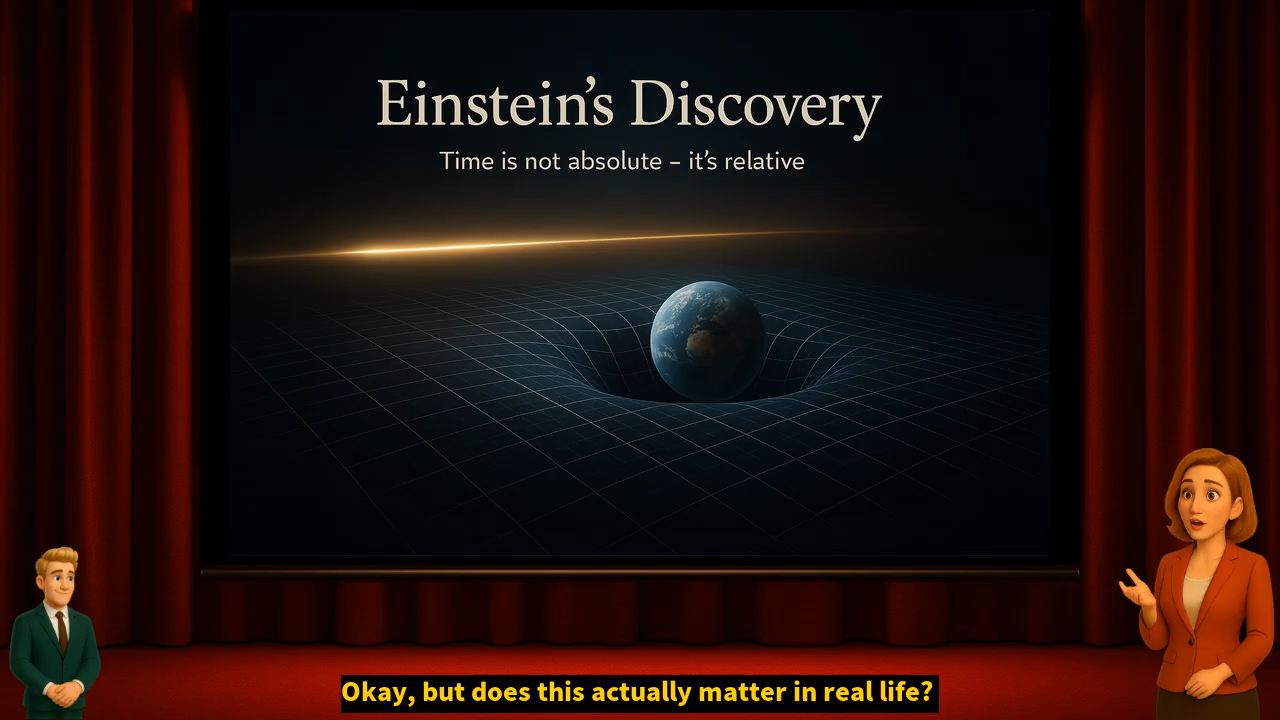 Einstein’s Discovery
Time is not absolute – it’s relative
Okay, but does this actually matter in real life?